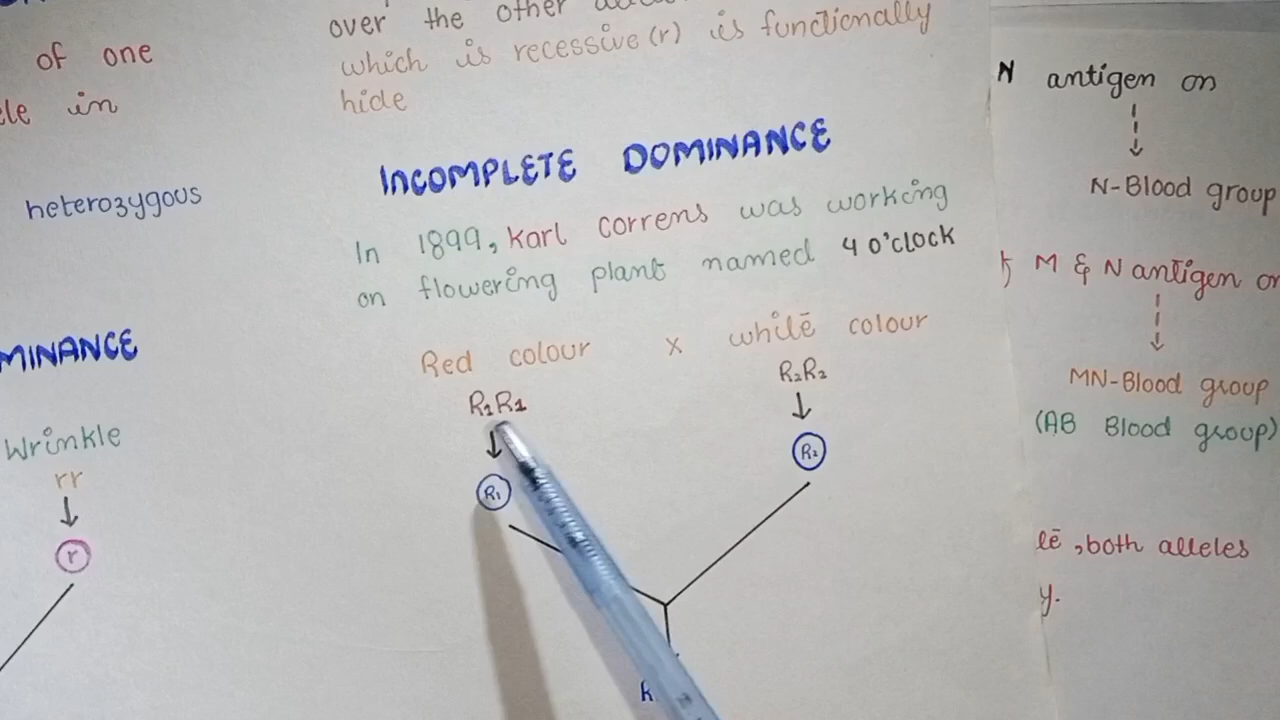 of one
in
heterozygous
MINANCE
Wrinkle
rr
r
over the other
which is recessive (r) is functionally
hide
INCOMPLETE DOMINANCE
In 1899, Karl Correns was working
on flowering plant named 4 o'clock
Red colour x white colour
R1R1 R2R2
R1 R2
N antigen on
N-Blood group
M & N antigen on
MN-Blood group
(AB Blood group)
, both alleles
y.